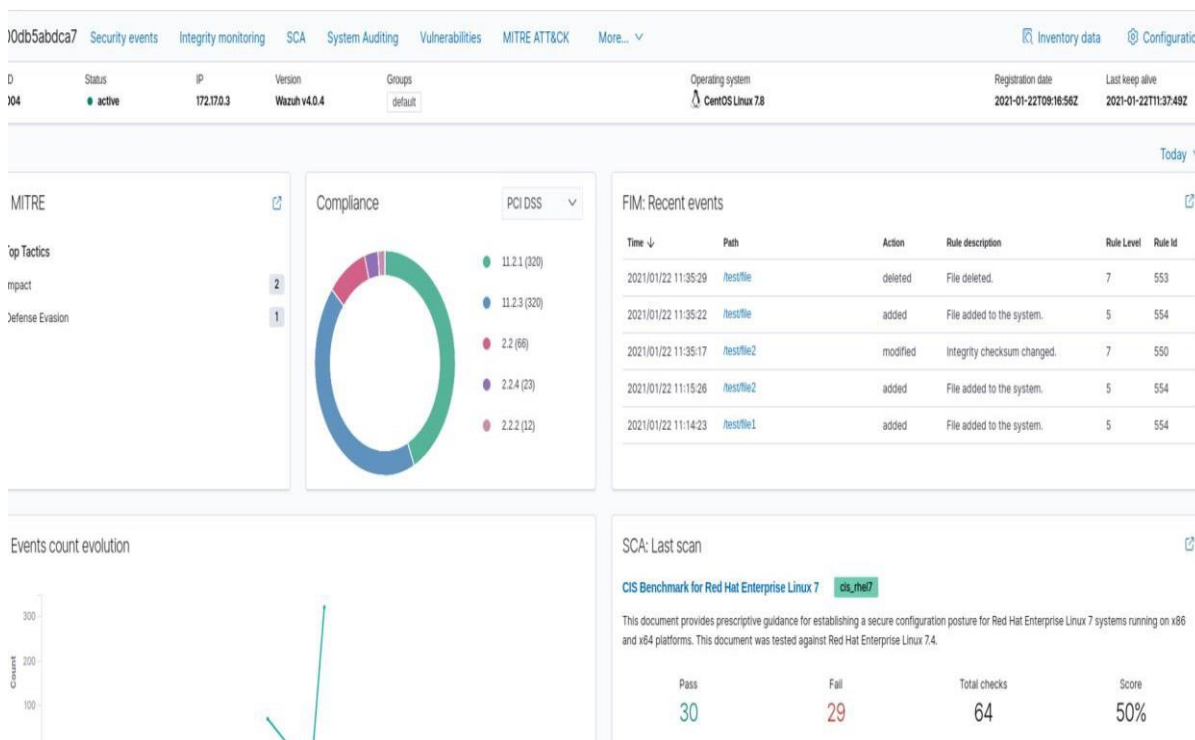 00db5abdca7 Security events Integrity monitoring SCA System Auditing Vulnerabilities MITRE ATT&CK More... Inventory data Configuratio
D Status IP Version Groups Operating system Registration date Last keep alive
004 active 172.17.0.3 Wazuh v4.0.4 default CentOS Linux 7.8 2021-01-22T09:16:56Z 2021-01-22T11:37:49Z
Today
MITRE
Top Tactics
mpact 2
Defense Evasion 1
Compliance PCI DSS
11.2.1 (320)
11.2.3 (320)
2.2 (66)
2.2.4 (23)
2.2.2 (12)
FIM: Recent events
Time ↓ Path Action Rule description Rule Level Rule Id
2021/01/22 11:35:29 /test/file deleted File deleted. 7 553
2021/01/22 11:35:22 /test/file added File added to the system. 5 554
2021/01/22 11:35:17 /test/file2 modified Integrity checksum changed. 7 550
2021/01/22 11:15:26 /test/file2 added File added to the system. 5 554
2021/01/22 11:14:23 /test/file1 added File added to the system. 5 554
Events count evolution
300
200
100
Count
SCA: Last scan
CIS Benchmark for Red Hat Enterprise Linux 7 cis_rhel7
This document provides prescriptive guidance for establishing a secure configuration posture for Red Hat Enterprise Linux 7 systems running on x86
and x64 platforms. This document was tested against Red Hat Enterprise Linux 7.4.
Pass Fail Total checks Score
30 29 64 50%